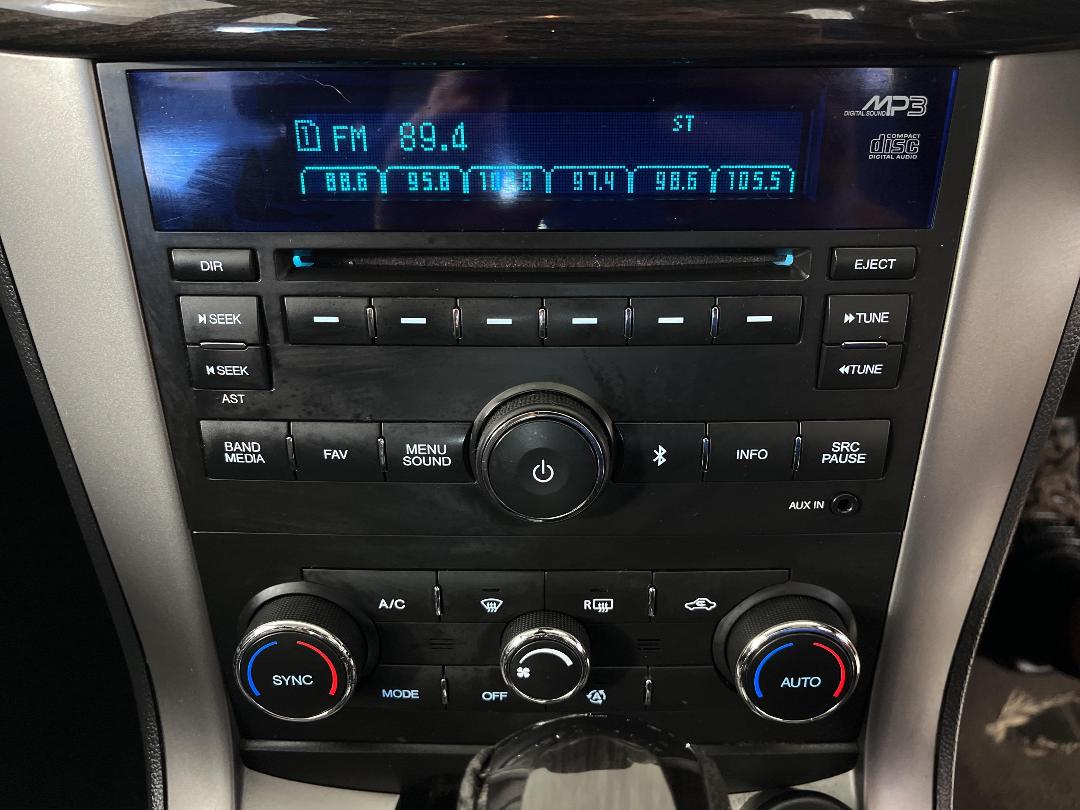 MP3
DIGITAL SOUND
ST
T FM 89.4
COMPACT
disc
DIGITAL AUDIO
88.6 95.8 97.4 98.6 105.5
DIR EJECT
SEEK TUNE
SEEK TUNE
AST
BAND MEDIA FAV MENU SOUND INFO SRC PAUSE
AUX IN
A/C R
SYNC AUTO
MODE OFF